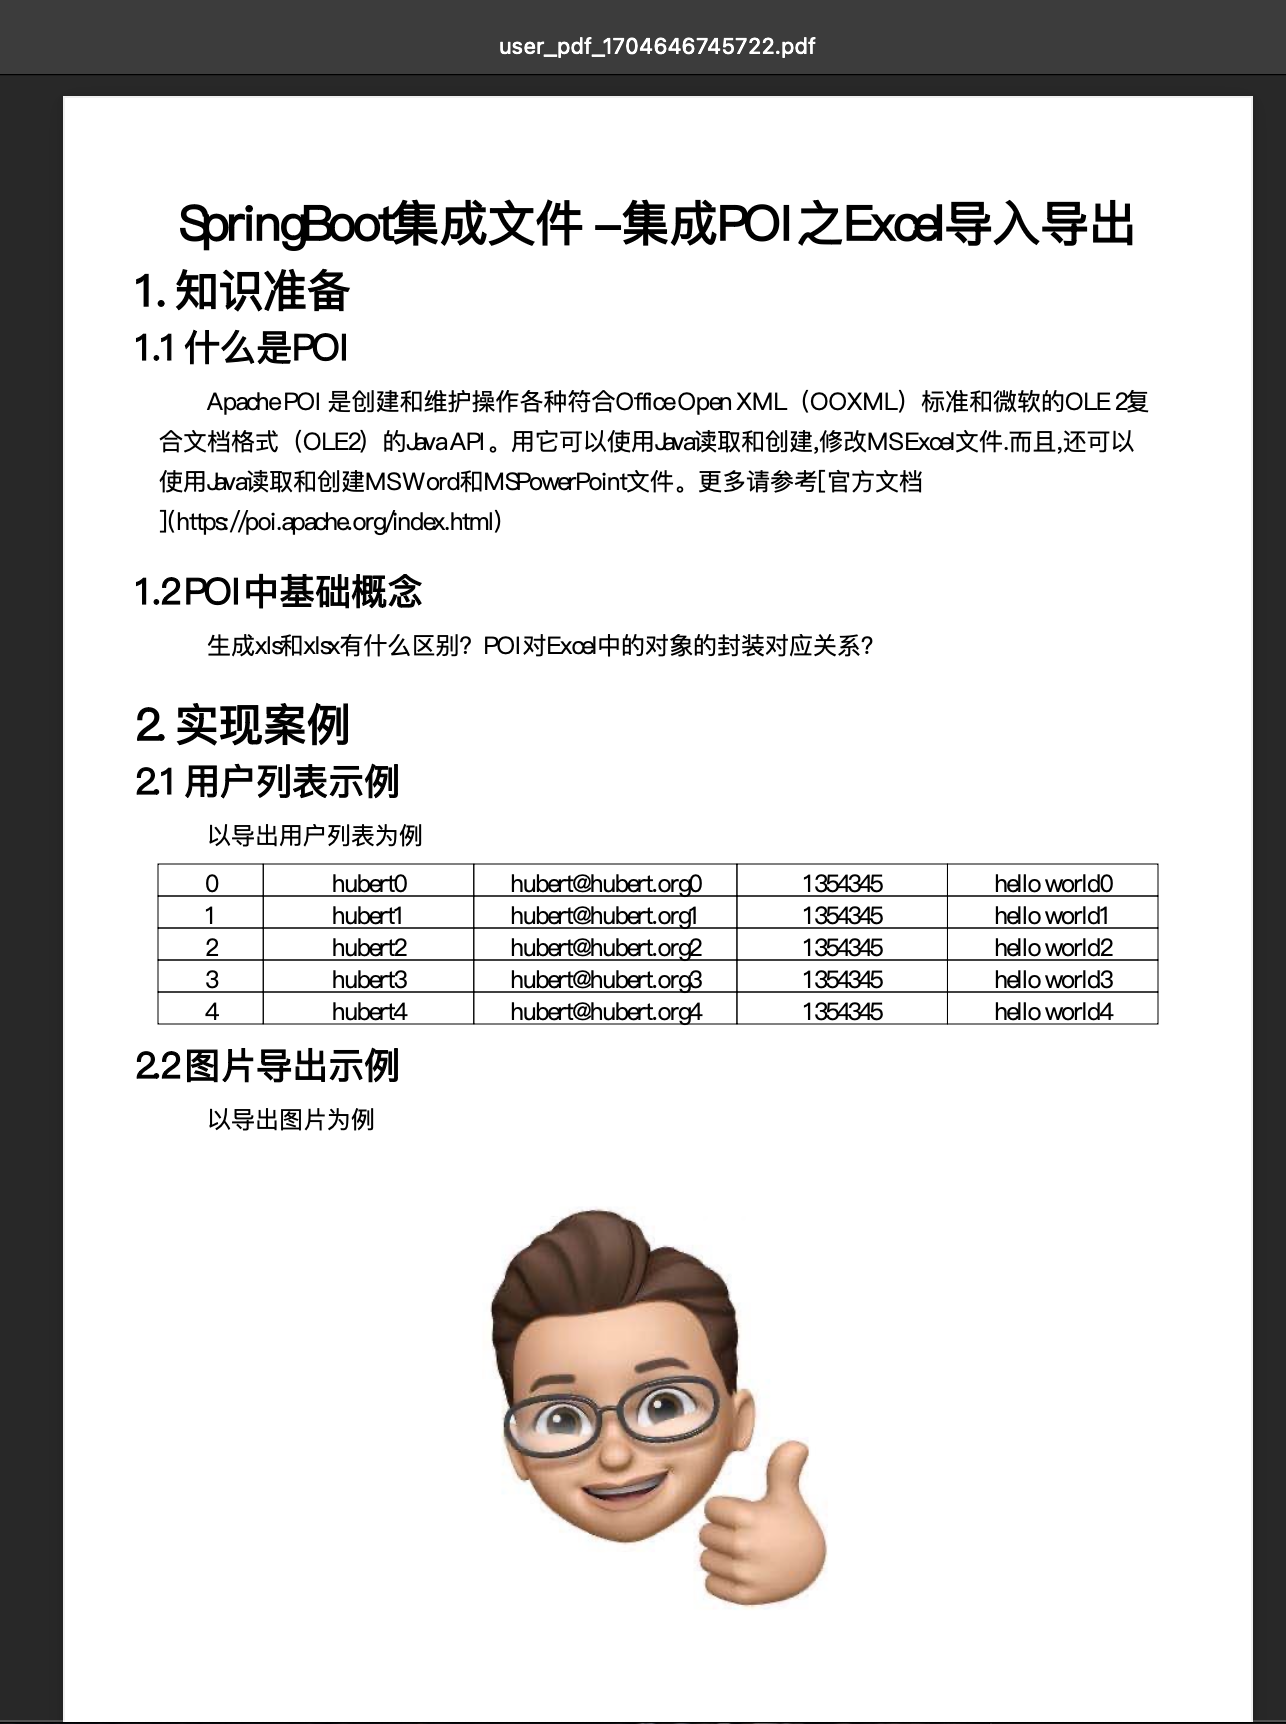 user_pdf_1704646745722.pdf
SpringBoot集成文件 –集成POI之Excel导入导出
1. 知识准备
1.1 什么是POI
Apache POI 是创建和维护操作各种符合Office Open XML（OOXML）标准和微软的OLE 2复
合文档格式（OLE2）的Java API。用它可以使用Java读取和创建,修改MS Excel文件.而且,还可以
使用Java读取和创建MS Word和MSPowerPoint文件。更多请参考[官方文档
](https://poi.apache.org/index.html)
1.2 POI中基础概念
生成xls和xlsx有什么区别？POI对Excel中的对象的封装对应关系？
2. 实现案例
2.1 用户列表示例
以导出用户列表为例
0 hubert0 hubert@hubert.org0 1354345 hello world0
1 hubert1 hubert@hubert.org1 1354345 hello world1
2 hubert2 hubert@hubert.org2 1354345 hello world2
3 hubert3 hubert@hubert.org3 1354345 hello world3
4 hubert4 hubert@hubert.org4 1354345 hello world4
2.2 图片导出示例
以导出图片为例